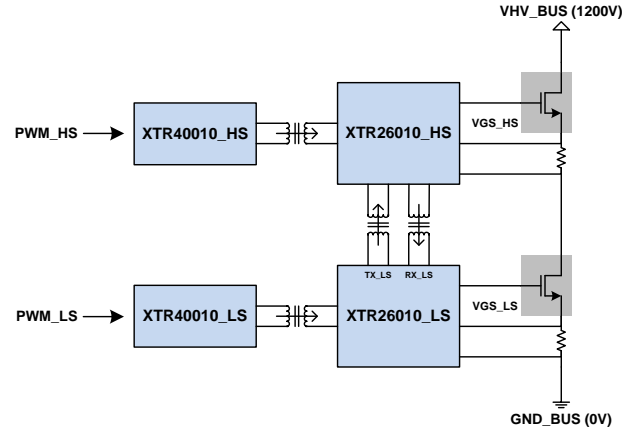 VHV_BUS (1200V)
PWM_HS
XTR40010_HS
XTR26010_HS
VGS_HS
TX_LS
RX_LS
PWM_LS
XTR40010_LS
XTR26010_LS
VGS_LS
GND_BUS (0V)